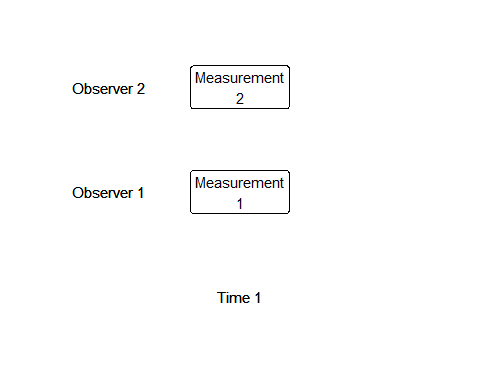 Observer 2
Measurement
2
Observer 1
Measurement
1
Time 1